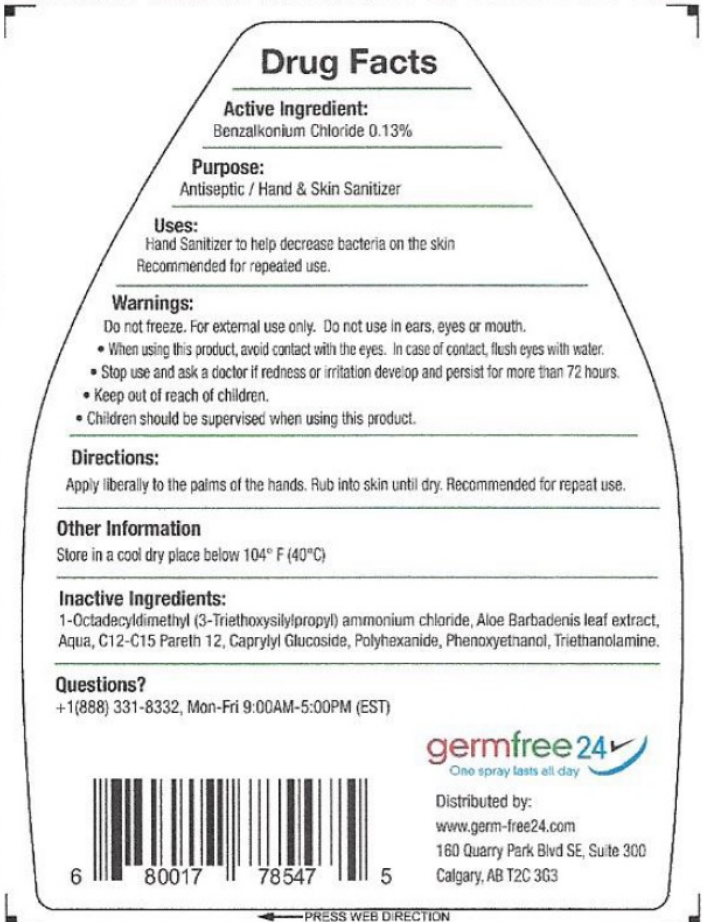 Drug Facts
Active Ingredient:
Benzalkonium Chloride 0.13%
Purpose:
Antiseptic / Hand & Skin Sanitizer
Uses:
Hand Sanitizer to help decrease bacteria on the skin
Recommended for repeated use.
Warnings:
Do not freeze. For external use only. Do not use in ears, eyes or mouth.
• When using this product, avoid contact with the eyes. In case of contact, flush eyes with water.
• Stop use and ask a doctor if redness or irritation develop and persist for more than 72 hours.
• Keep out of reach of children.
• Children should be supervised when using this product.
Directions:
Apply liberally to the palms of the hands. Rub into skin until dry. Recommended for repeat use.
Other Information
Store in a cool dry place below 104° F (40°C)
Inactive Ingredients:
1-Octadecyldimethyl (3-Triethoxysilylpropyl) ammonium chloride, Aloe Barbadenis leaf extract,
Aqua, C12-C15 Pareth 12, Caprylyl Glucoside, Polyhexanide, Phenoxyethanol, Triethanolamine.
Questions?
+1(888) 331-8332, Mon-Fri 9:00AM-5:00PM (EST)
germfree24
One spray lasts all day
Distributed by:
www.germ-free24.com
160 Quarry Park Blvd SE, Suite 300
Calgary, AB T2C 3G3
6 80017 78547 5
PRESS WEB DIRECTION